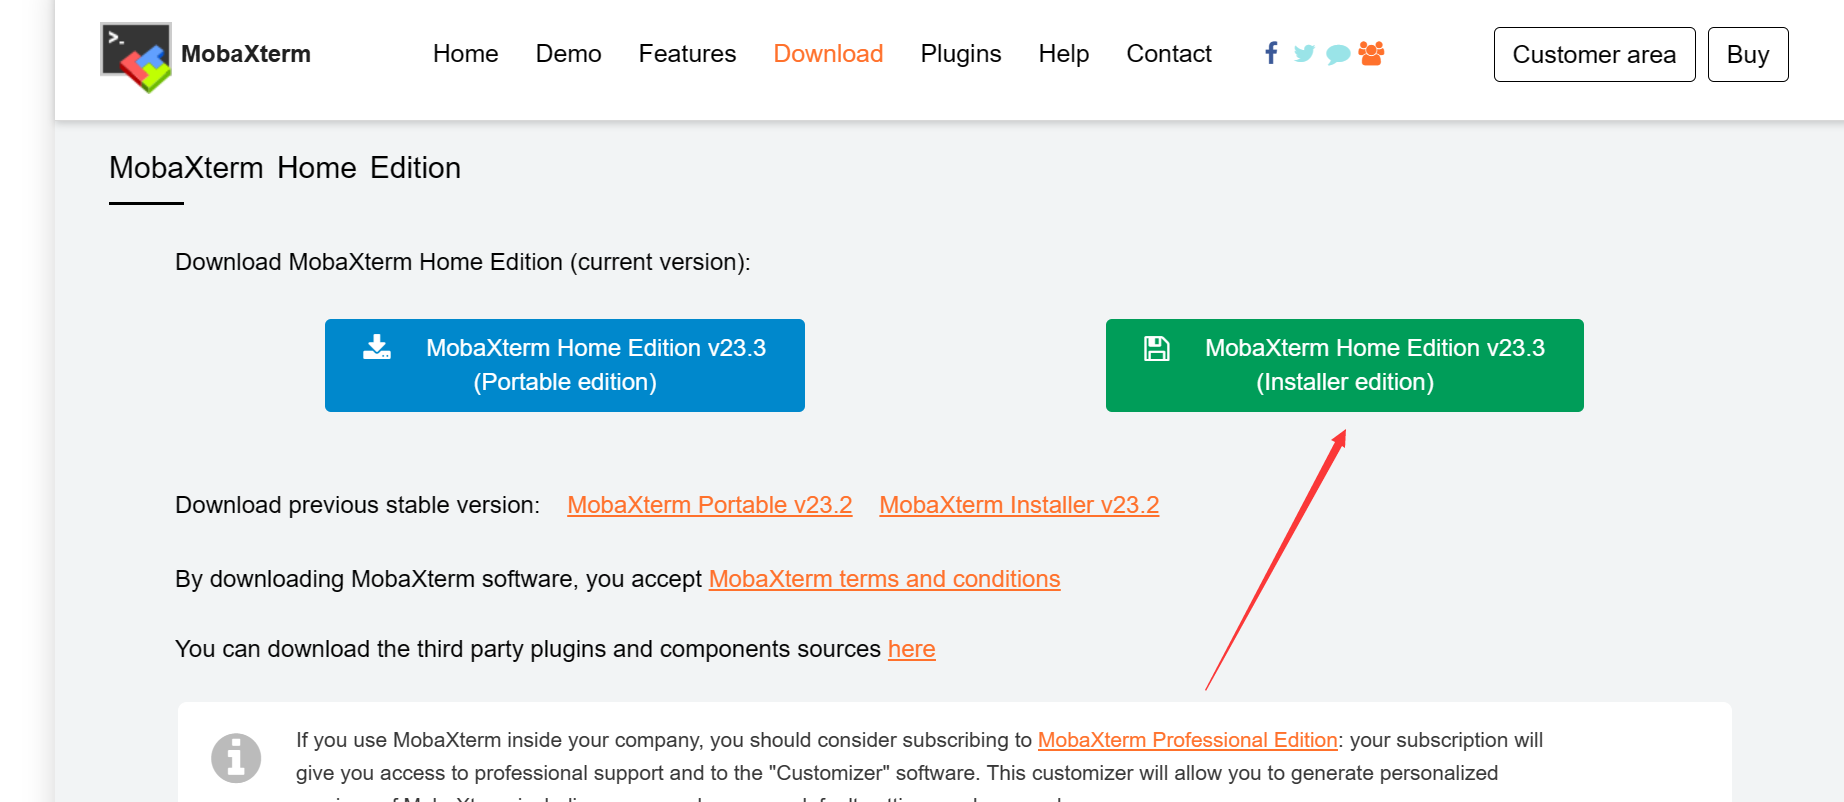 MobaXterm
Home Demo Features Download Plugins Help Contact
Customer area Buy
MobaXterm Home Edition
Download MobaXterm Home Edition (current version):
MobaXterm Home Edition v23.3
(Portable edition)
MobaXterm Home Edition v23.3
(Installer edition)
Download previous stable version: MobaXterm Portable v23.2 MobaXterm Installer v23.2
By downloading MobaXterm software, you accept MobaXterm terms and conditions
You can download the third party plugins and components sources here
If you use MobaXterm inside your company, you should consider subscribing to MobaXterm Professional Edition: your subscription will
give you access to professional support and to the "Customizer" software. This customizer will allow you to generate personalized